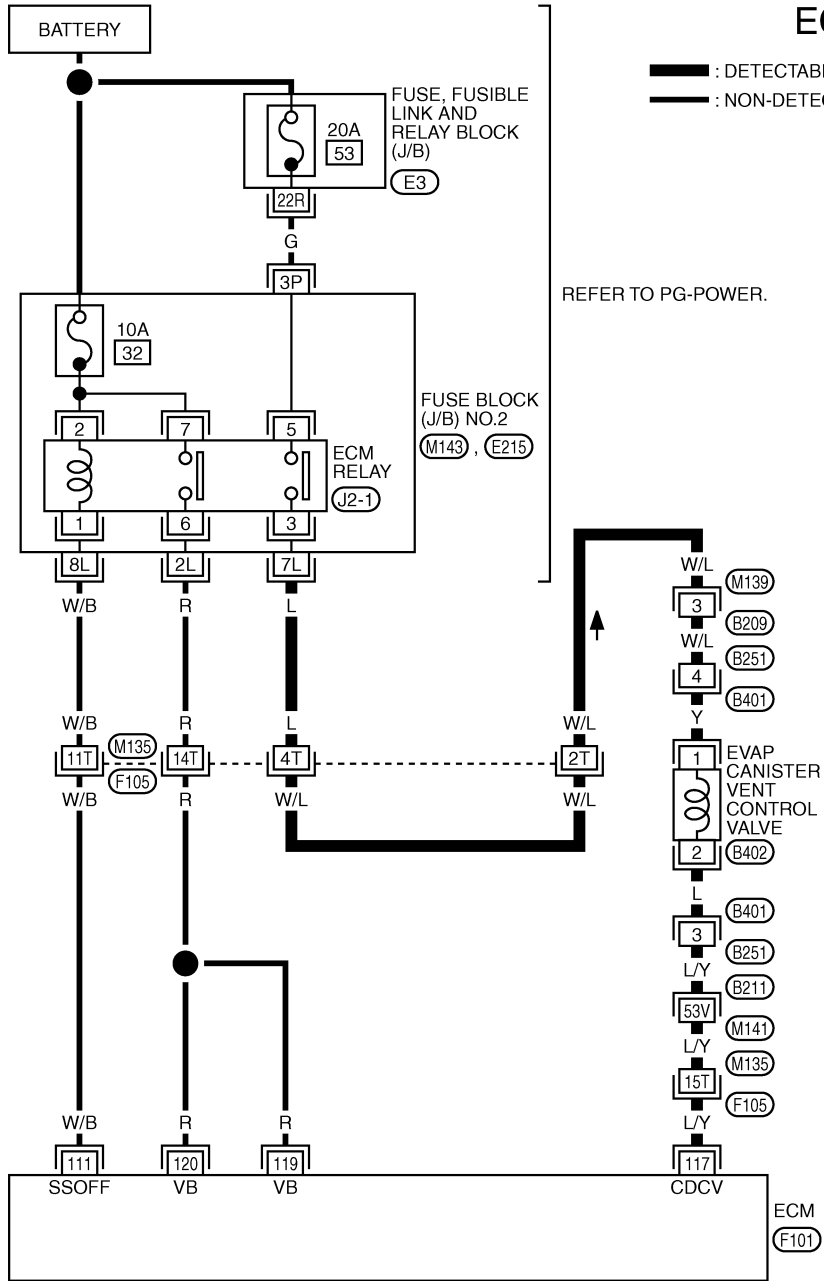 BATTERY
EC
: DETECTABL
: NON-DETEC
FUSE, FUSIBLE
LINK AND
RELAY BLOCK
(J/B)
E3
20A
53
22R
G
3P
REFER TO PG-POWER.
10A
32
FUSE BLOCK
(J/B) NO.2
M143 , E215
2
7
5
ECM
RELAY
J2-1
1
6
3
8L
2L
7L
W/B
R
L
W/L
M139
3
B209
W/L
B251
4
B401
Y
W/B
R
L
W/L
11T
M135
F105
14T
4T
2T
W/B
R
W/L
W/L
1
EVAP
CANISTER
VENT
CONTROL
VALVE
2
B402
L
B401
3
B251
L/Y
B211
53V
M141
L/Y
M135
15T
F105
W/B
R
R
L/Y
111
120
119
117
SSOFF
VB
VB
CDCV
ECM
F101